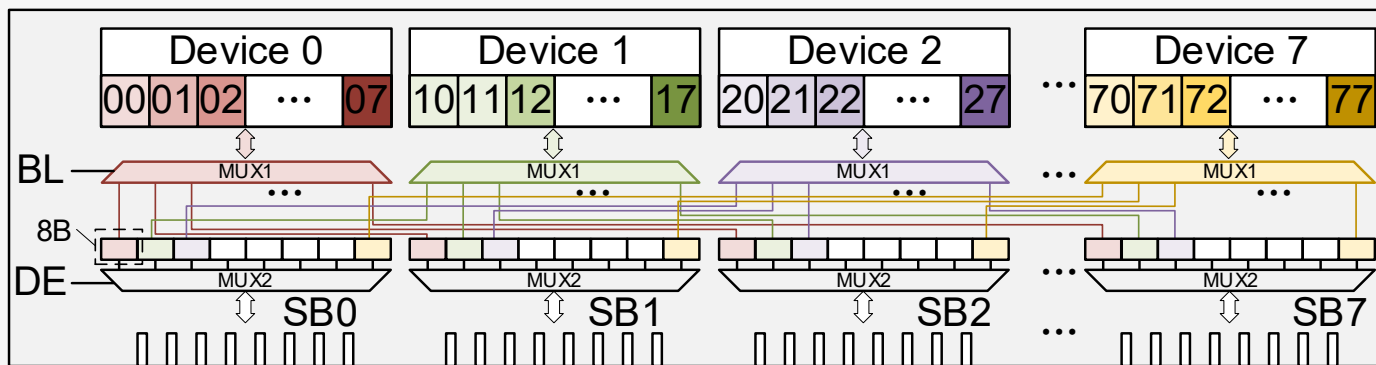 Device 0 Device 1 Device 2 Device 7
00 01 02 ... 07 10 11 12 ... 17 20 21 22 ... 27 ... 70 71 72 ... 77
BL MUX1 MUX1 MUX1 ... MUX1
... ... ... ...
8B
DE MUX2 MUX2 MUX2 ... MUX2
SB0 SB1 SB2 SB7
...